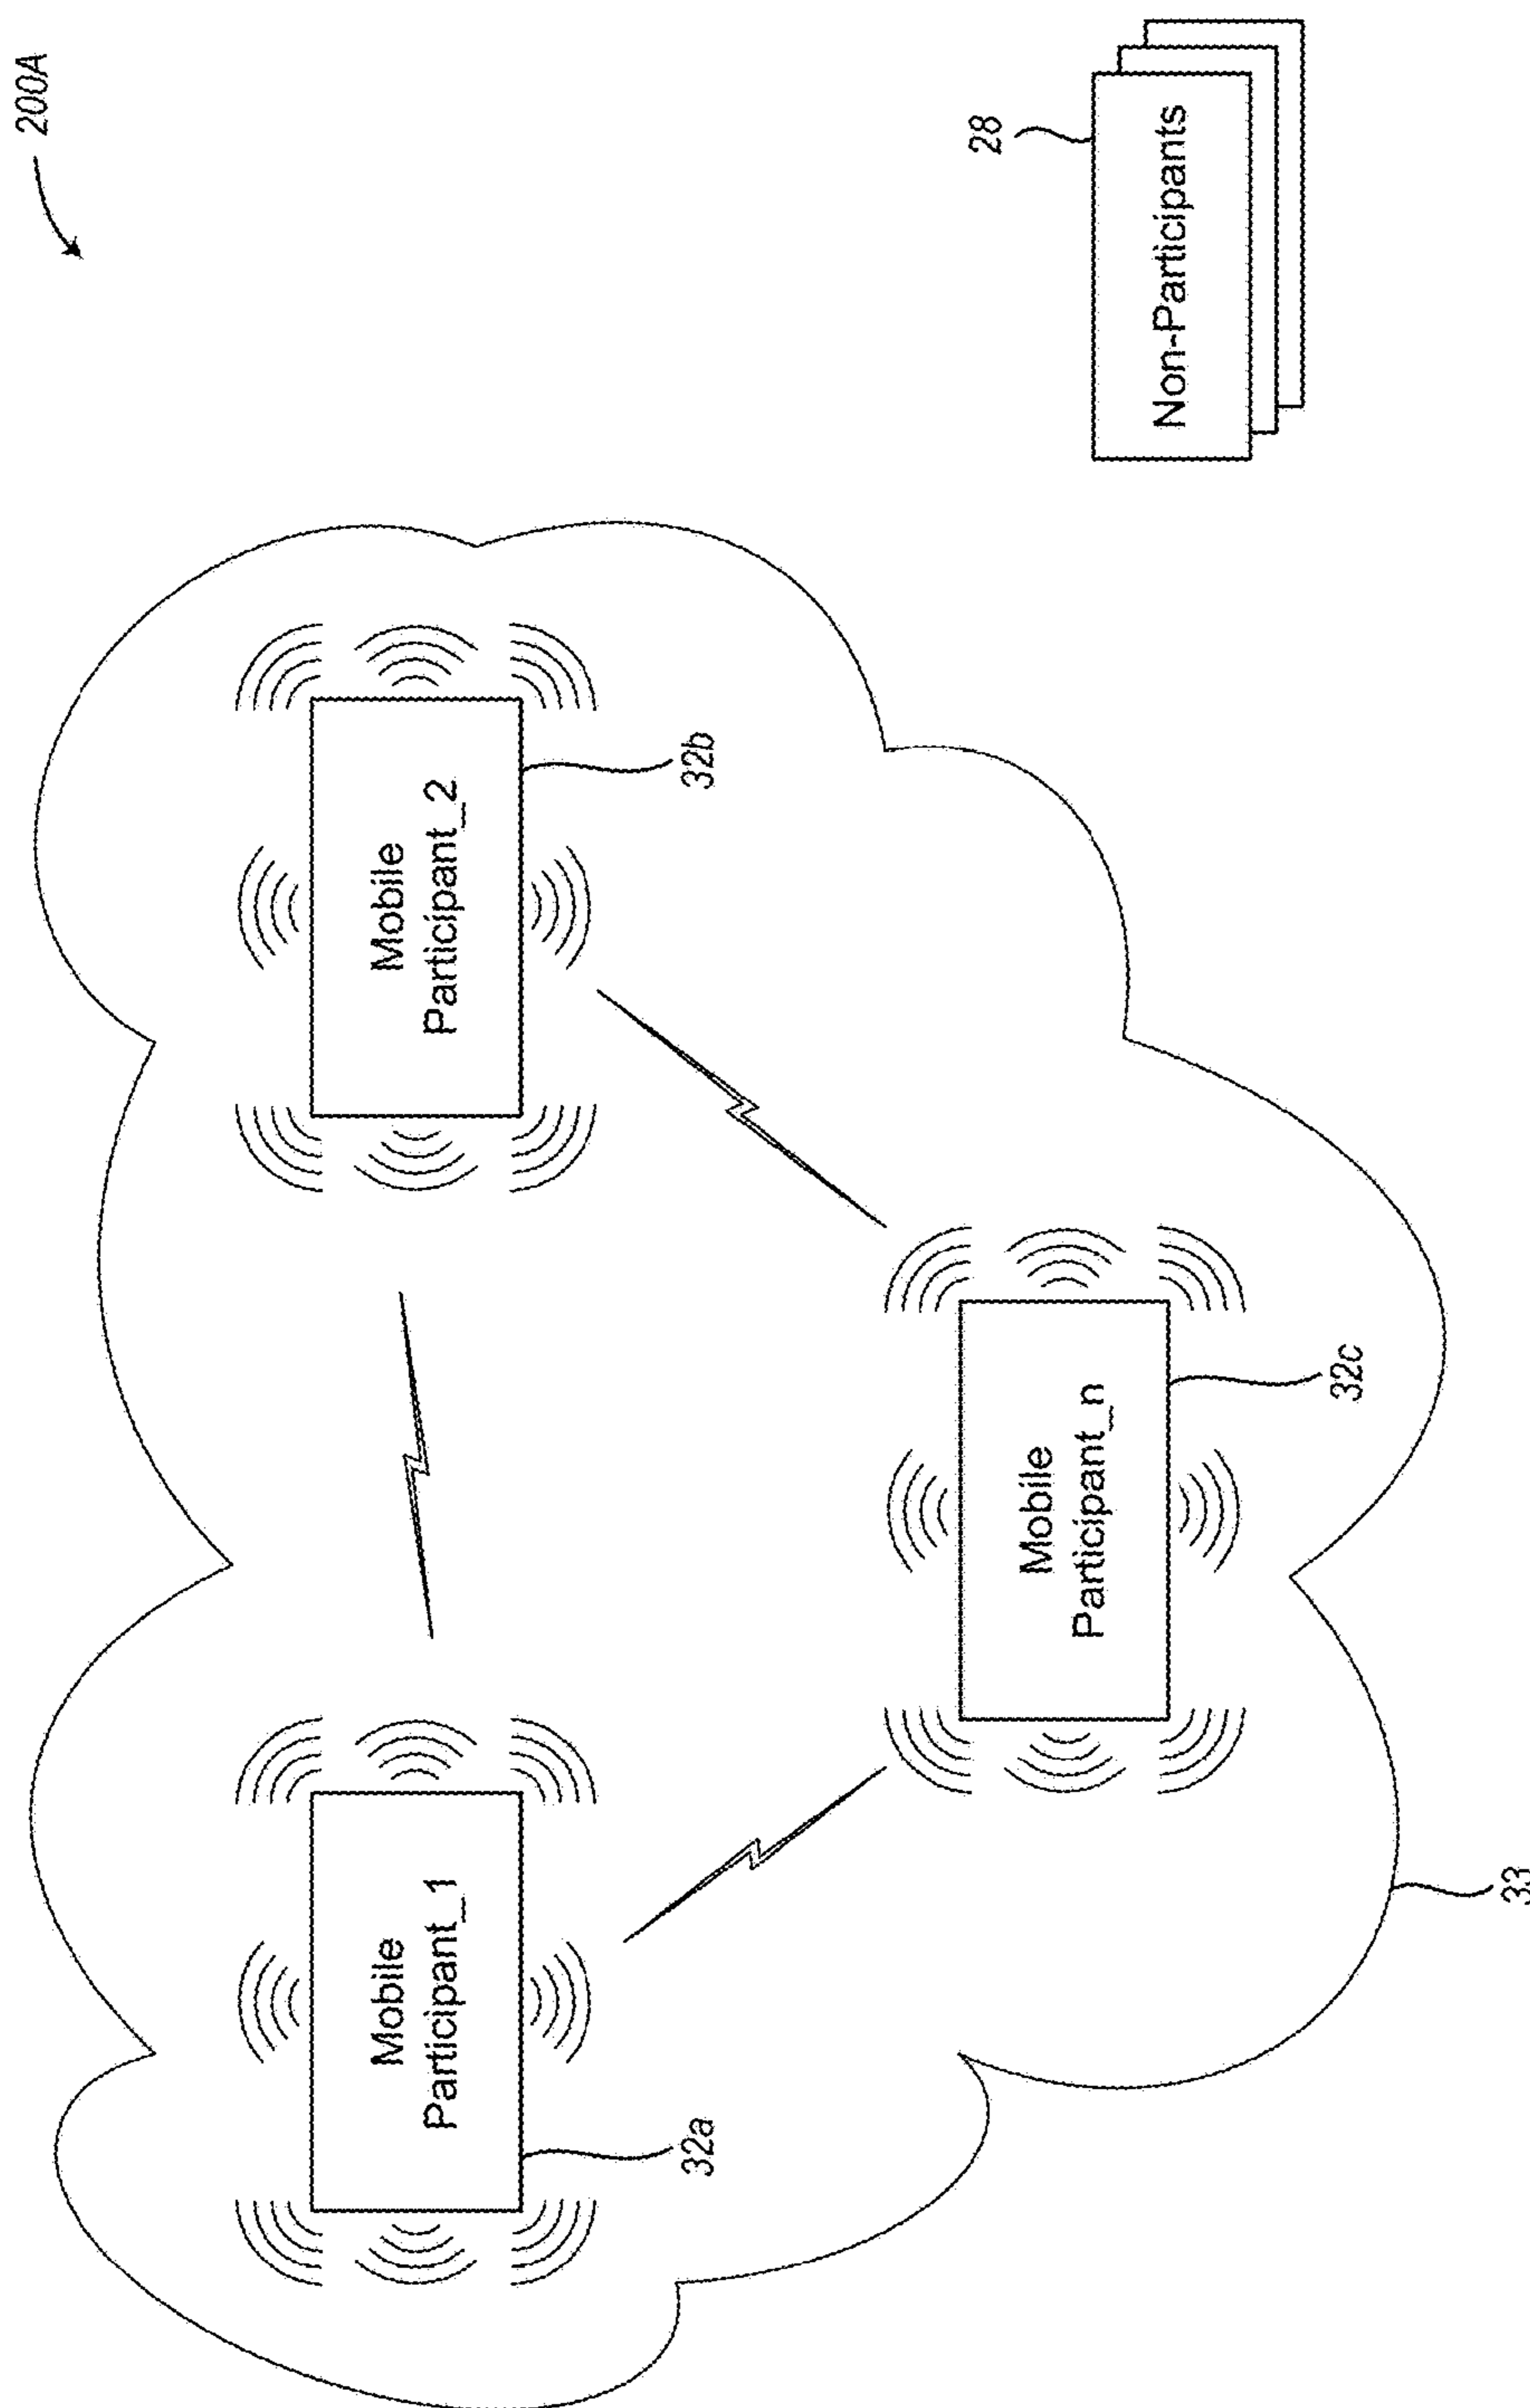 200A
Mobile
Participant_1
32a
Mobile
Participant_2
32b
Mobile
Participant_n
32c
33
28
Non-Participants